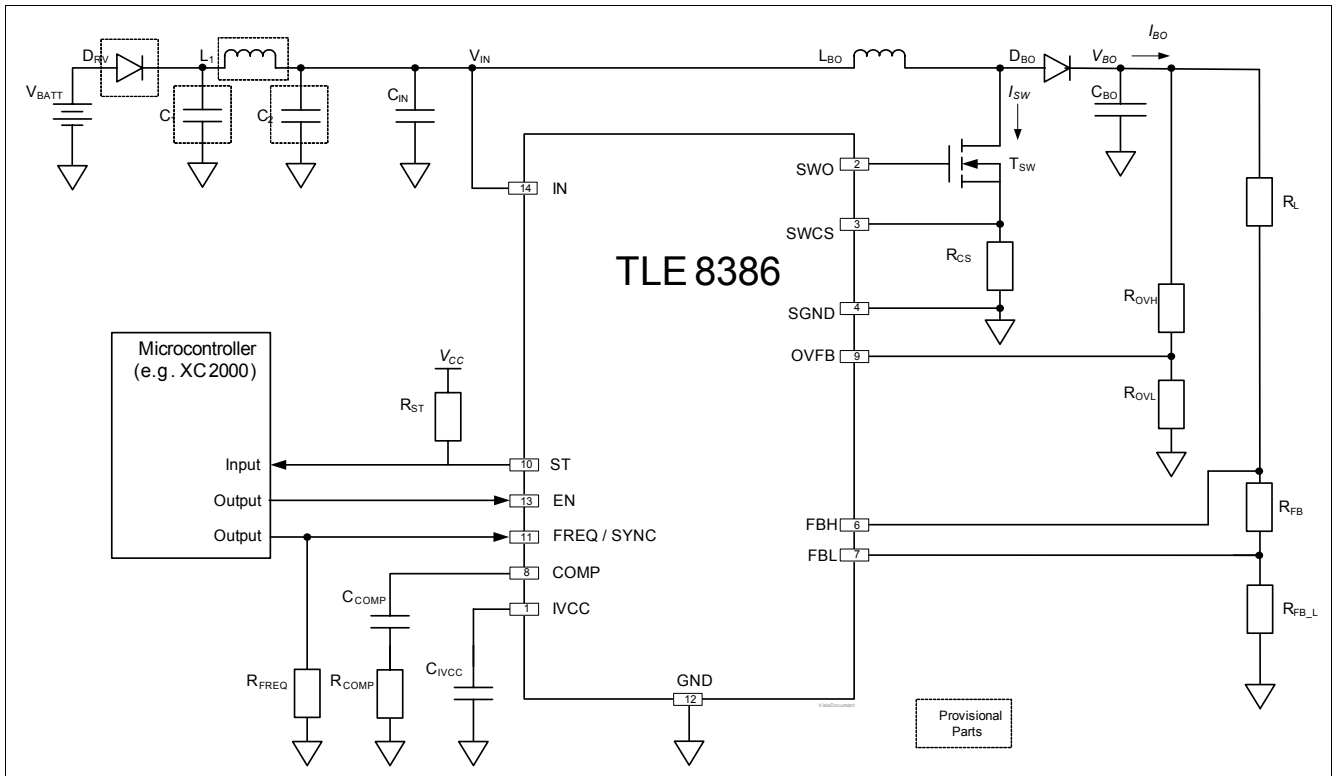 D_RV
L_1
V_IN
L_BO
D_BO
V_BO
I_BO
V_BATT
C_1
C_2
C_IN
I_SW
C_BO
SWO
2
T_SW
14
IN
SWCS
3
R_L
TLE 8386
R_CS
SGND
4
R_OVH
OVFB
9
Microcontroller
(e.g. XC2000)
V_CC
R_ST
R_OVL
Input
10
ST
Output
13
EN
Output
11
FREQ / SYNC
FBH
6
R_FB
FBL
7
8
COMP
C_COMP
1
IVCC
R_FB_L
R_FREQ
R_COMP
C_IVCC
GND
12
Provisional
Parts